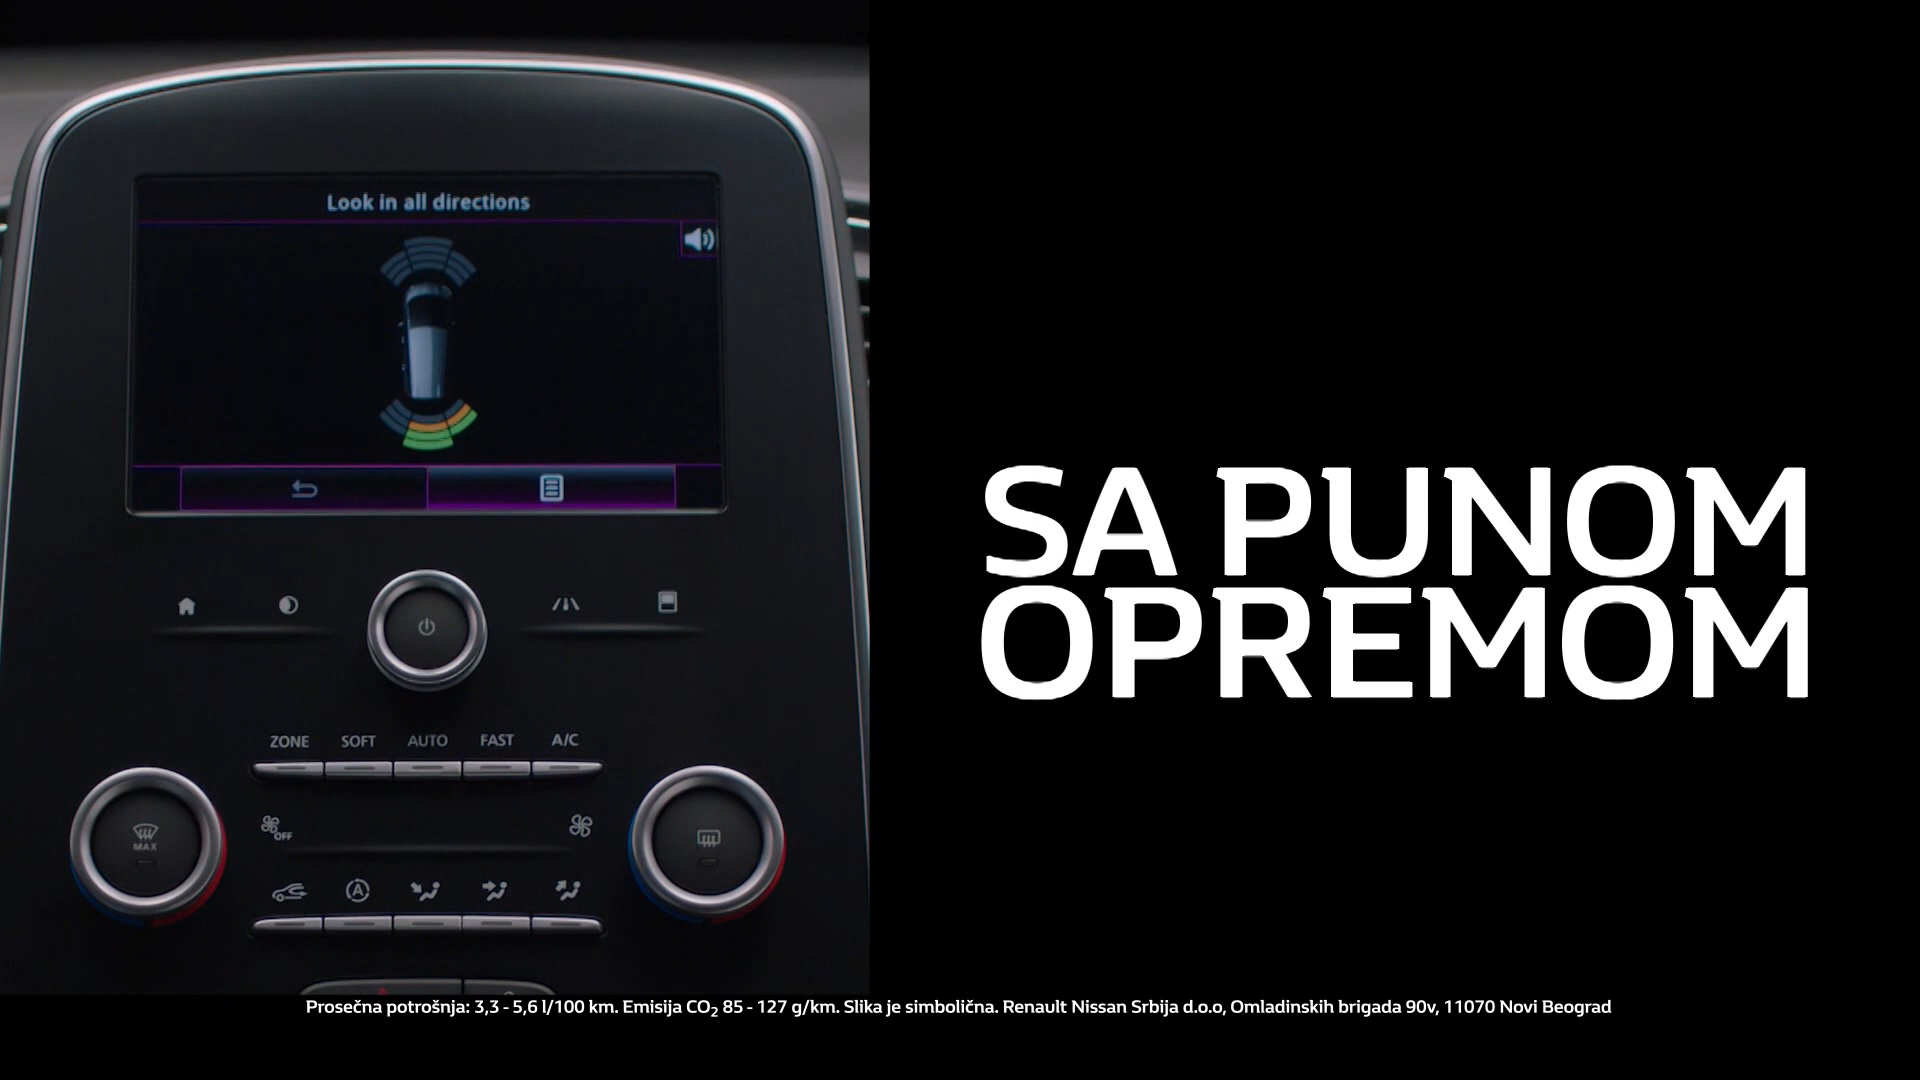 Look in all directions
SA PUNOM
OPREMOM
ZONE SOFT AUTO FAST A/C
MAX
OFF
A
Prosečna potrošnja: 3,3 - 5,6 l/100 km. Emisija CO₂ 85 - 127 g/km. Slika je simbolična. Renault Nissan Srbija d.o.o, Omladinskih brigada 90v, 11070 Novi Beograd